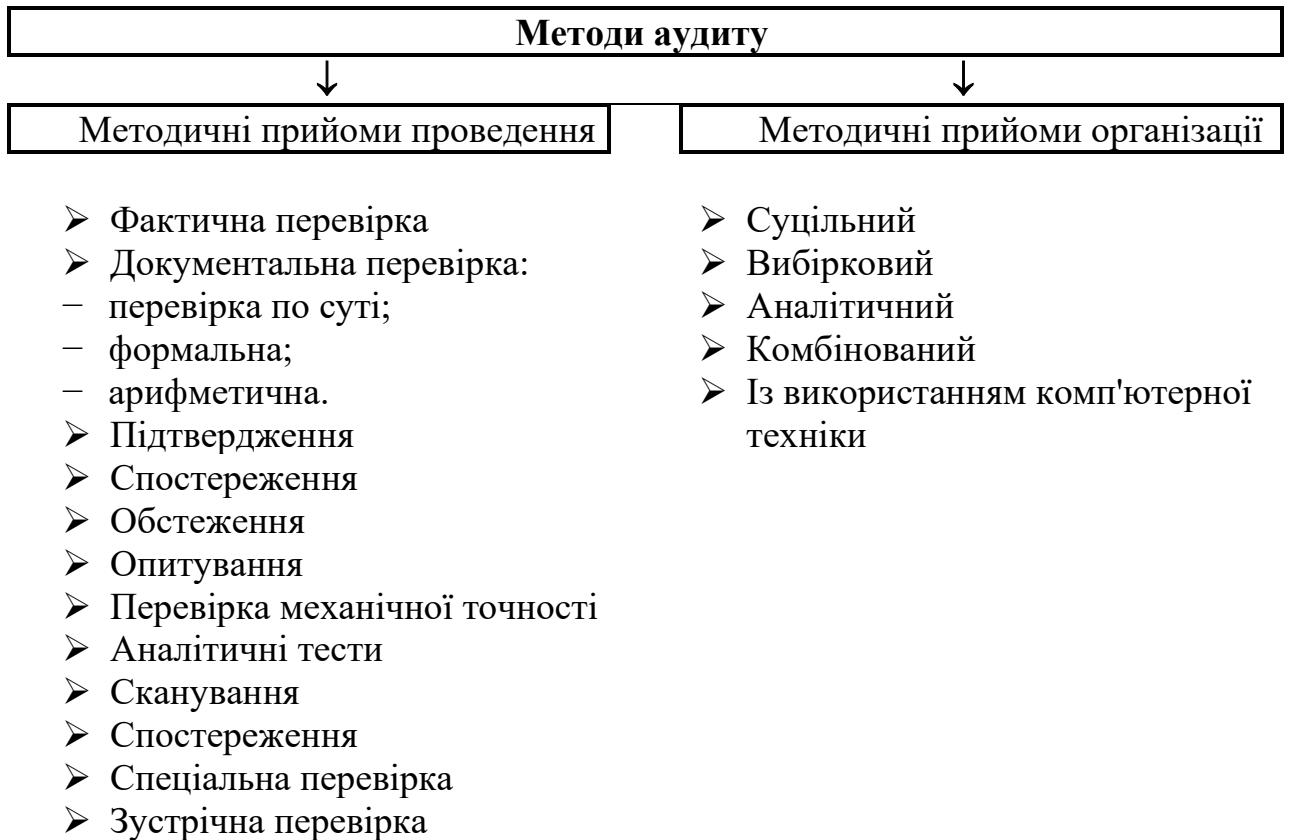 Методи аудиту
↓ ↓
Методичні прийоми проведення
Методичні прийоми організації
➢ Фактична перевірка
➢ Документальна перевірка:
− перевірка по суті;
− формальна;
− арифметична.
➢ Підтвердження
➢ Спостереження
➢ Обстеження
➢ Опитування
➢ Перевірка механічної точності
➢ Аналітичні тести
➢ Сканування
➢ Спостереження
➢ Спеціальна перевірка
➢ Зустрічна перевірка
➢ Суцільний
➢ Вибірковий
➢ Аналітичний
➢ Комбінований
➢ Із використанням комп'ютерної
техніки